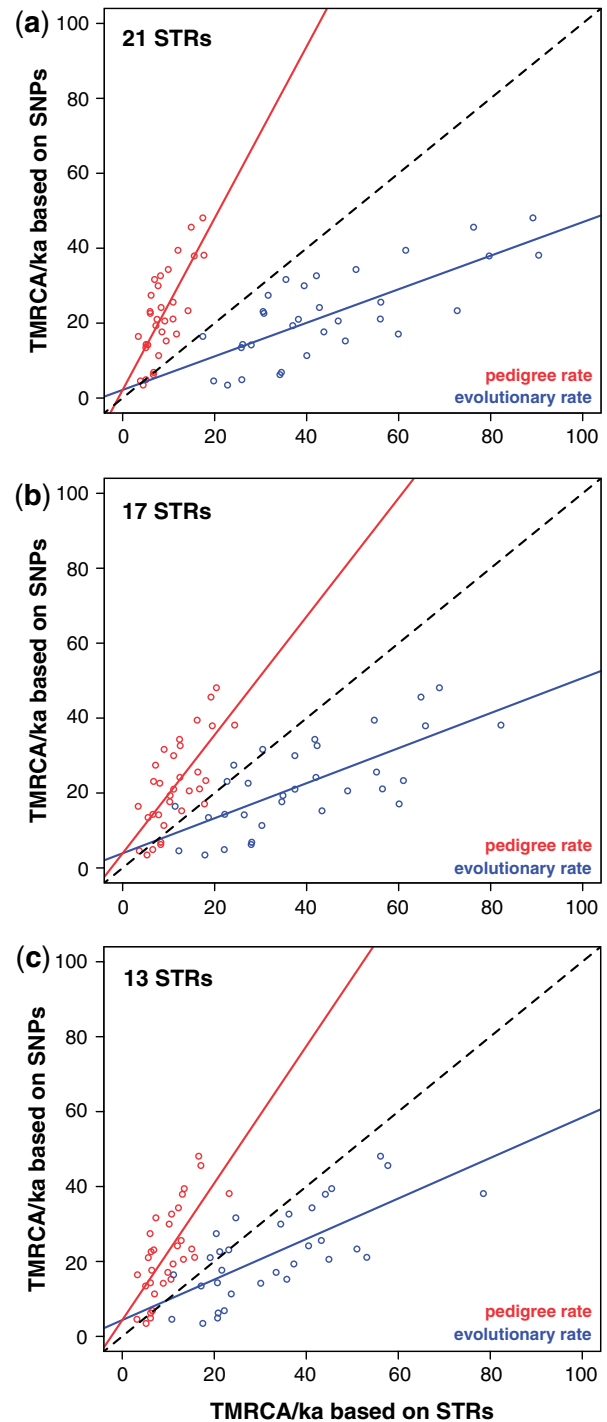 (a)
21 STRs
TMRCA/ka based on SNPs
100
80
60
40
20
0
pedigree rate
evolutionary rate
0 20 40 60 80 100
(b)
17 STRs
TMRCA/ka based on SNPs
100
80
60
40
20
0
pedigree rate
evolutionary rate
0 20 40 60 80 100
(c)
13 STRs
TMRCA/ka based on SNPs
100
80
60
40
20
0
pedigree rate
evolutionary rate
0 20 40 60 80 100
TMRCA/ka based on STRs